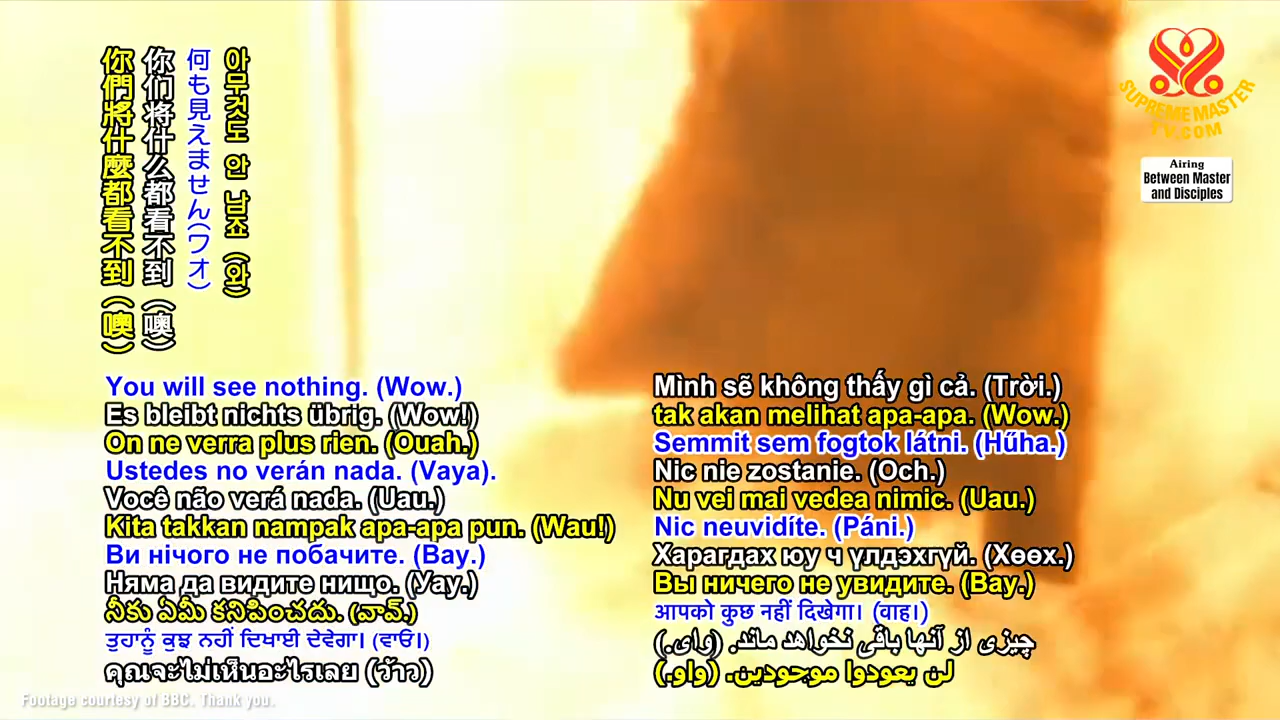 你們將什麼都看不到（噢）
你们将什么都看不到（噢）
何も見えません(ワオ)
아무것도 안 남죠 (와)
SUPREME MASTER
TV.COM
Airing
Between Master
and Disciples
You will see nothing. (Wow.)
Es bleibt nichts übrig. (Wow!)
On ne verra plus rien. (Ouah.)
Ustedes no verán nada. (Vaya).
Você não verá nada. (Uau.)
Kita takkan nampak apa-apa pun. (Wau!)
Ви нічого не побачите. (Вау.)
Няма да видите нищо. (Уау.)
నీకు ఏమీ కనిపించదు. (వావ్.)
ਤੁਹਾਨੂੰ ਕੁਝ ਨਹੀਂ ਦਿਖਾਈ ਦੇਵੇਗਾ। (ਵਾਓ।)
คุณจะไม่เห็นอะไรเลย (ว้าว)
Mình sẽ không thấy gì cả. (Trời.)
tak akan melihat apa-apa. (Wow.)
Semmit sem fogtok látni. (Hűha.)
Nic nie zostanie. (Och.)
Nu vei mai vedea nimic. (Uau.)
Nic neuvidíte. (Páni.)
Харагдах юу ч үлдэхгүй. (Хөөх.)
Вы ничего не увидите. (Вау.)
आपको कुछ नहीं दिखेगा। (वाह।)
چیزی از آنها باقی نخواهد ماند. (وای.)
لن يعودوا موجودين. (واو.)
Footage courtesy of BBC. Thank you.